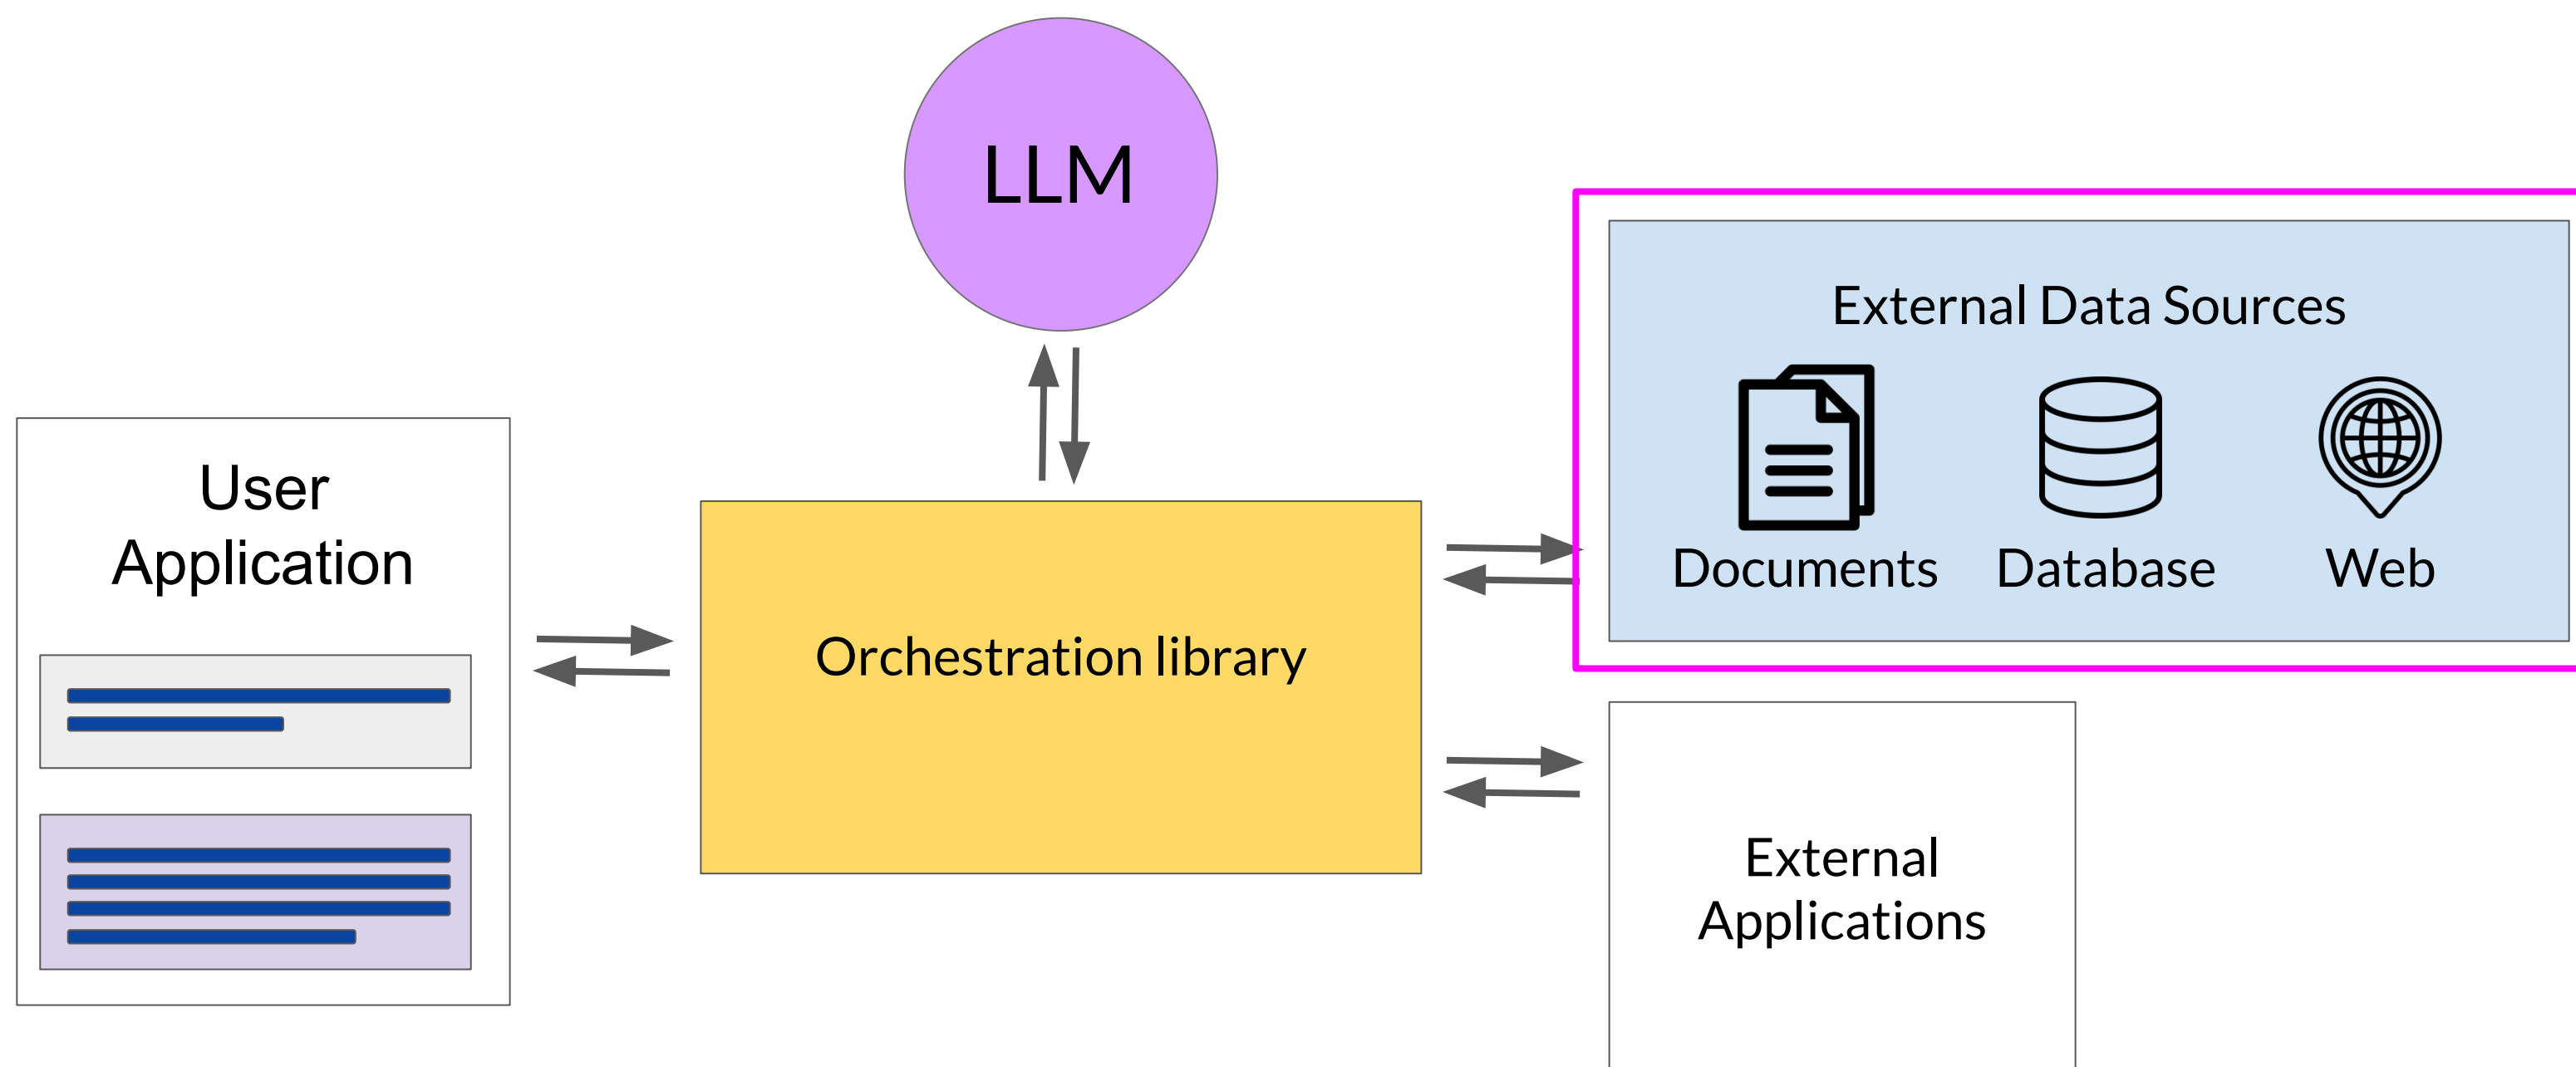 LLM
User
Application
Orchestration library
External Data Sources
Documents
Database
Web
External
Applications